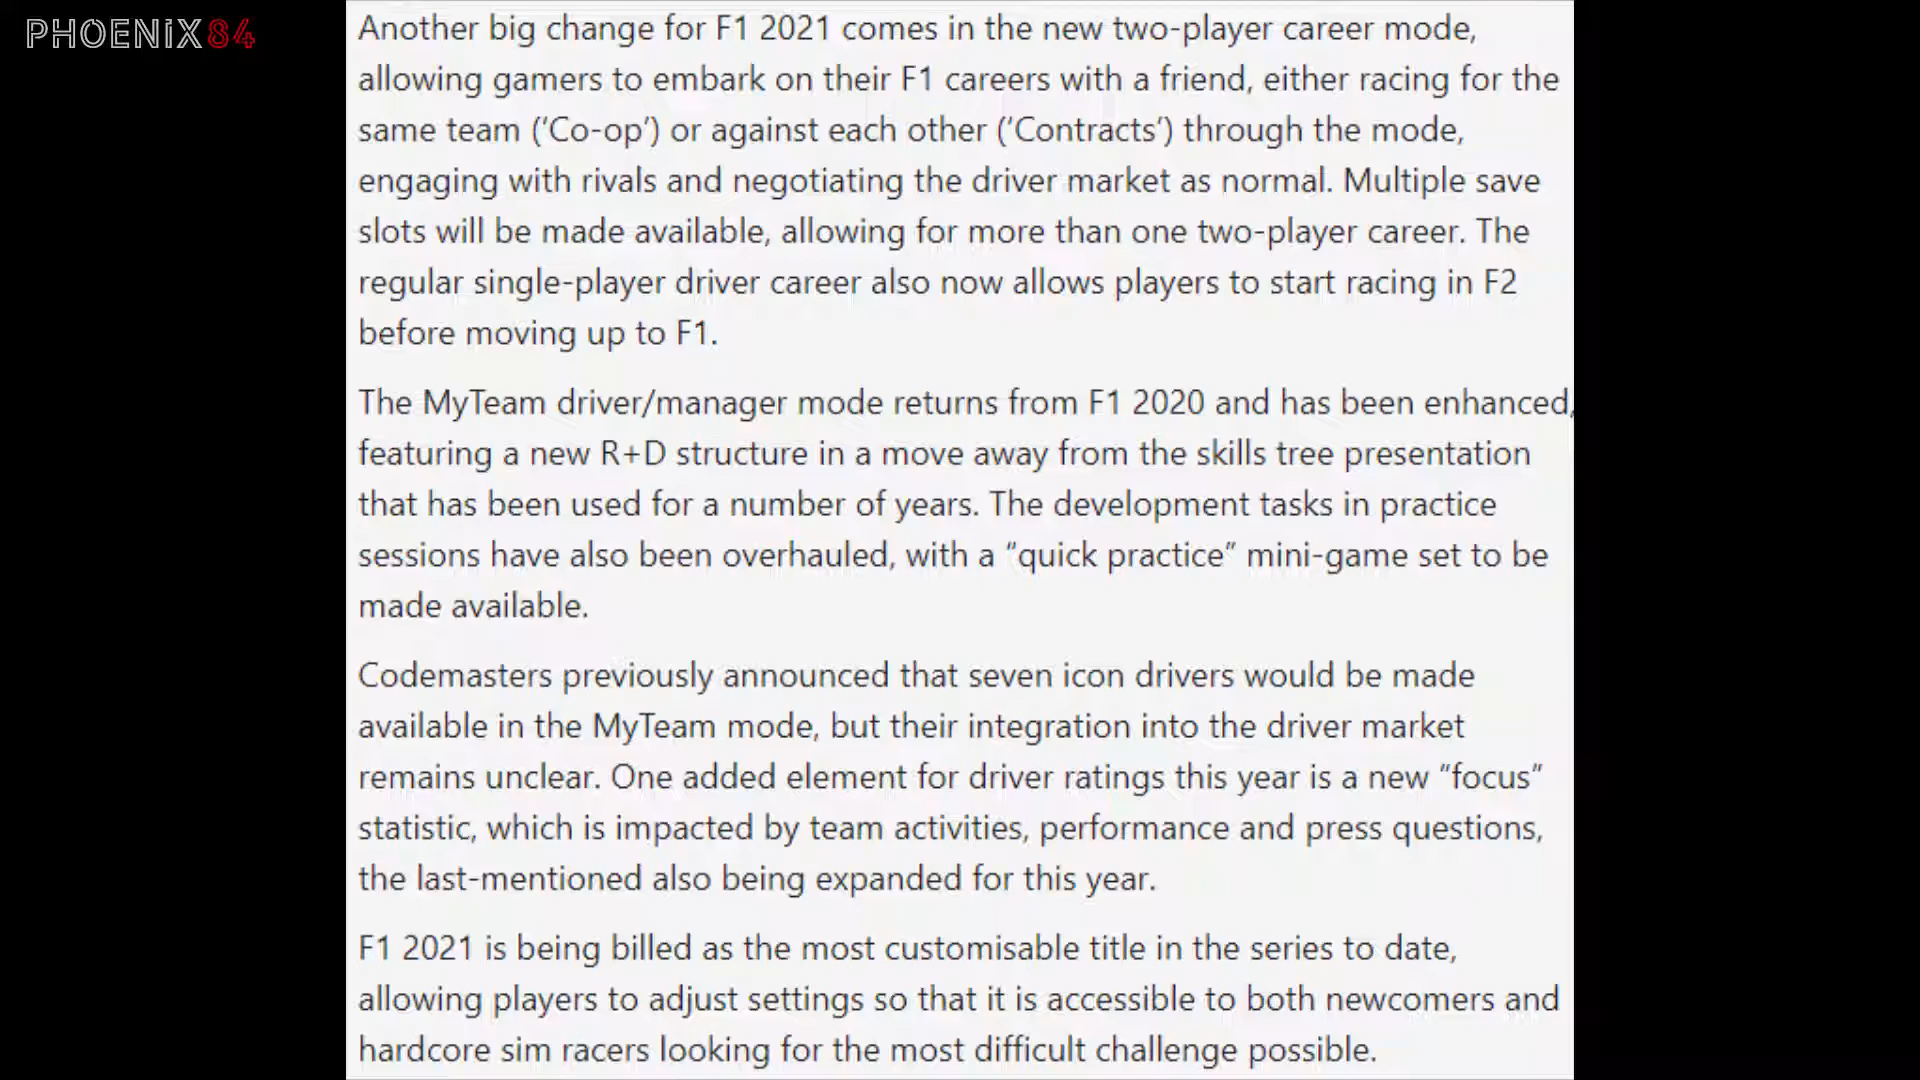 PHOENiX84
Another big change for F1 2021 comes in the new two-player career mode,
allowing gamers to embark on their F1 careers with a friend, either racing for the
same team (‘Co-op’) or against each other (‘Contracts’) through the mode,
engaging with rivals and negotiating the driver market as normal. Multiple save
slots will be made available, allowing for more than one two-player career. The
regular single-player driver career also now allows players to start racing in F2
before moving up to F1.
The MyTeam driver/manager mode returns from F1 2020 and has been enhanced,
featuring a new R+D structure in a move away from the skills tree presentation
that has been used for a number of years. The development tasks in practice
sessions have also been overhauled, with a “quick practice” mini-game set to be
made available.
Codemasters previously announced that seven icon drivers would be made
available in the MyTeam mode, but their integration into the driver market
remains unclear. One added element for driver ratings this year is a new “focus”
statistic, which is impacted by team activities, performance and press questions,
the last-mentioned also being expanded for this year.
F1 2021 is being billed as the most customisable title in the series to date,
allowing players to adjust settings so that it is accessible to both newcomers and
hardcore sim racers looking for the most difficult challenge possible.